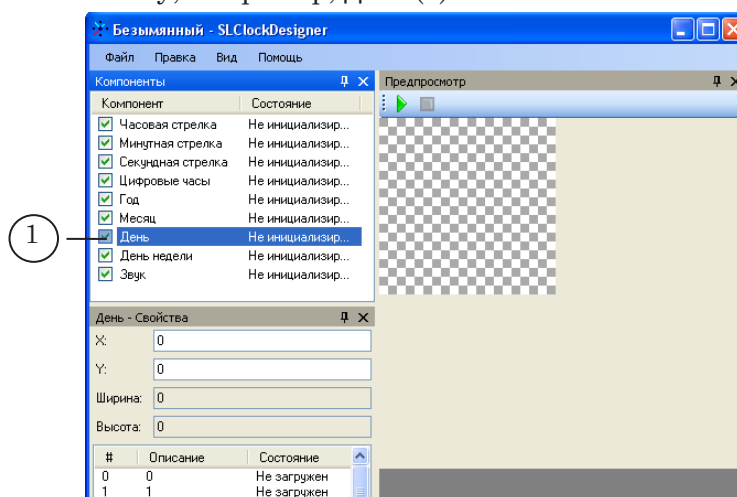 Безымянный - SLClockDesigner
Файл Правка Вид Помощь
Компоненты
Компонент Состояние
Часовая стрелка Не инициализир...
Минутная стрелка Не инициализир...
Секундная стрелка Не инициализир...
Цифровые часы Не инициализир...
Год Не инициализир...
Месяц Не инициализир...
1 День Не инициализир...
День недели Не инициализир...
Звук Не инициализир...
Предпросмотр
День - Свойства
X: 0
Y: 0
Ширина: 0
Высота: 0
# Описание Состояние
0 0 Не загружен
1 1 Не загружен